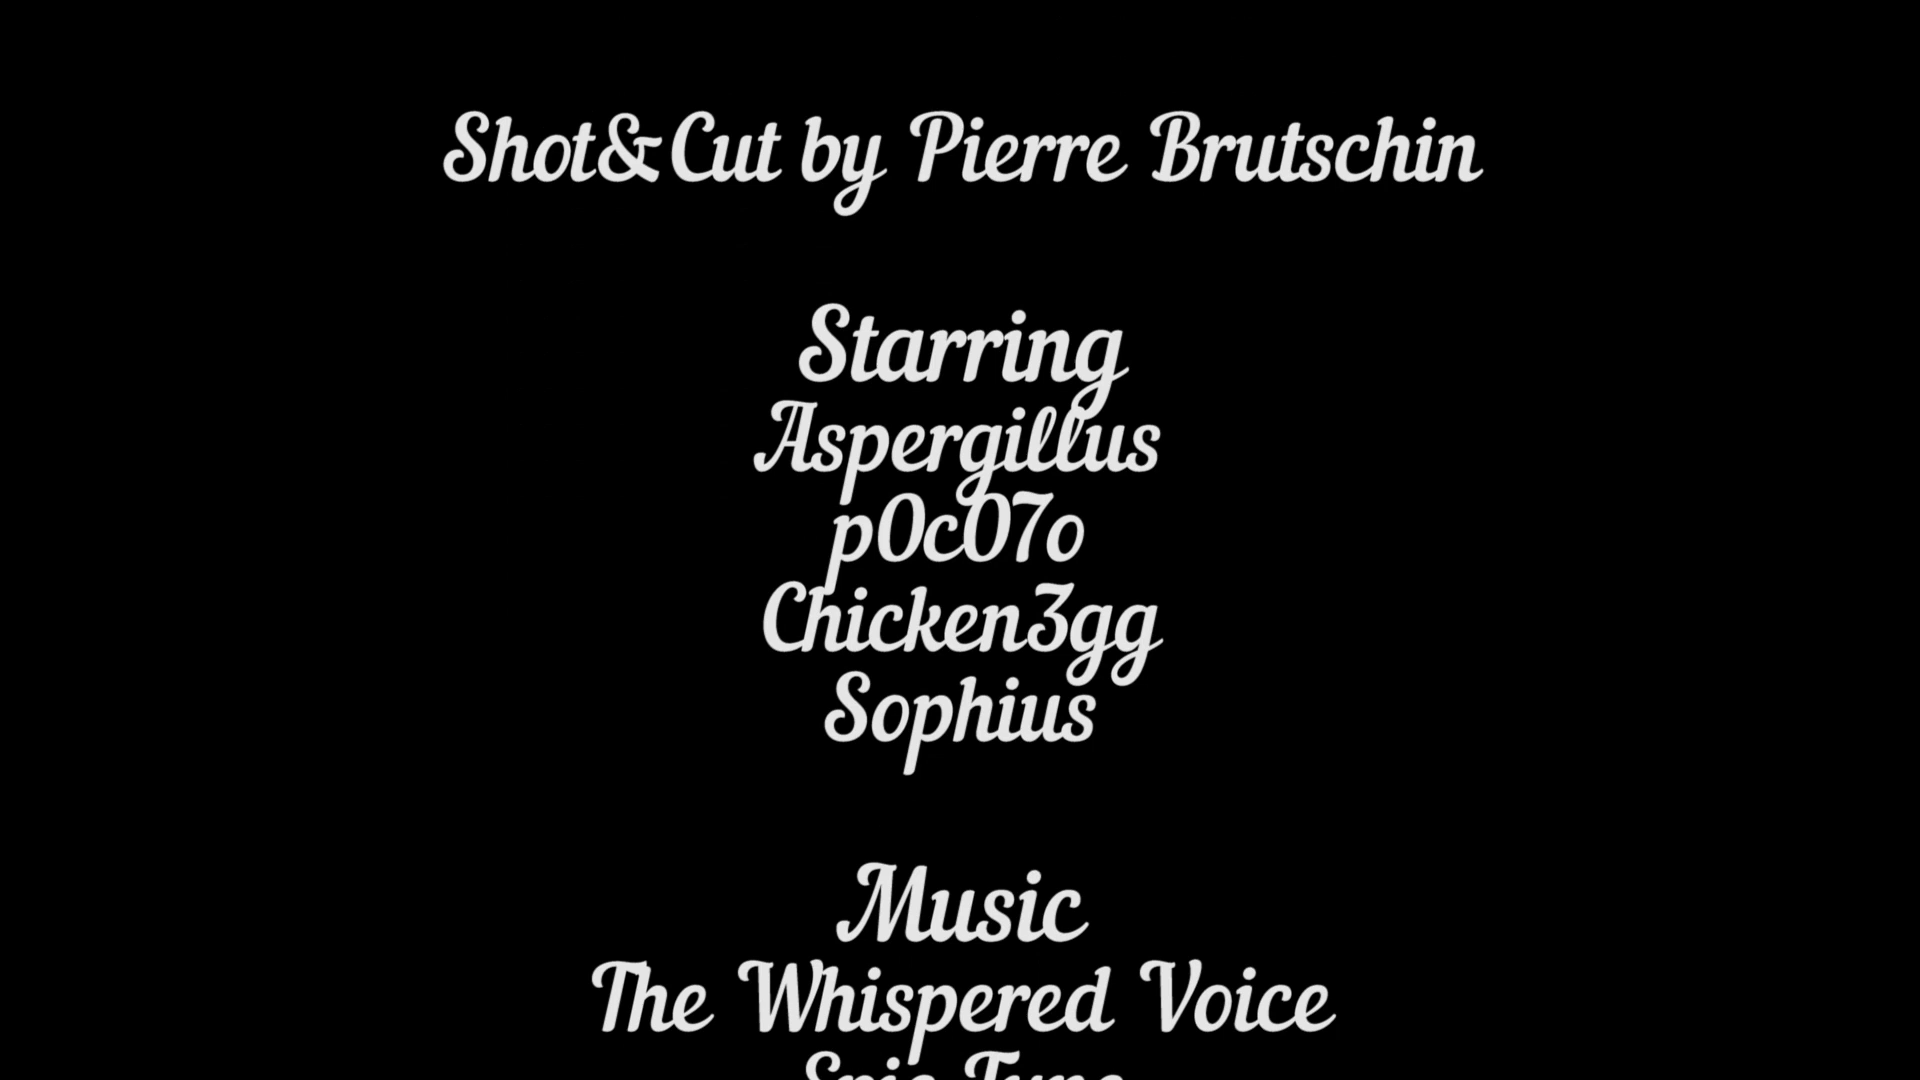 Shot&Cut by Pierre Brutschin
Starring
Aspergillus
p0c07o
Chicken3gg
Sophius
Music
The Whispered Voice